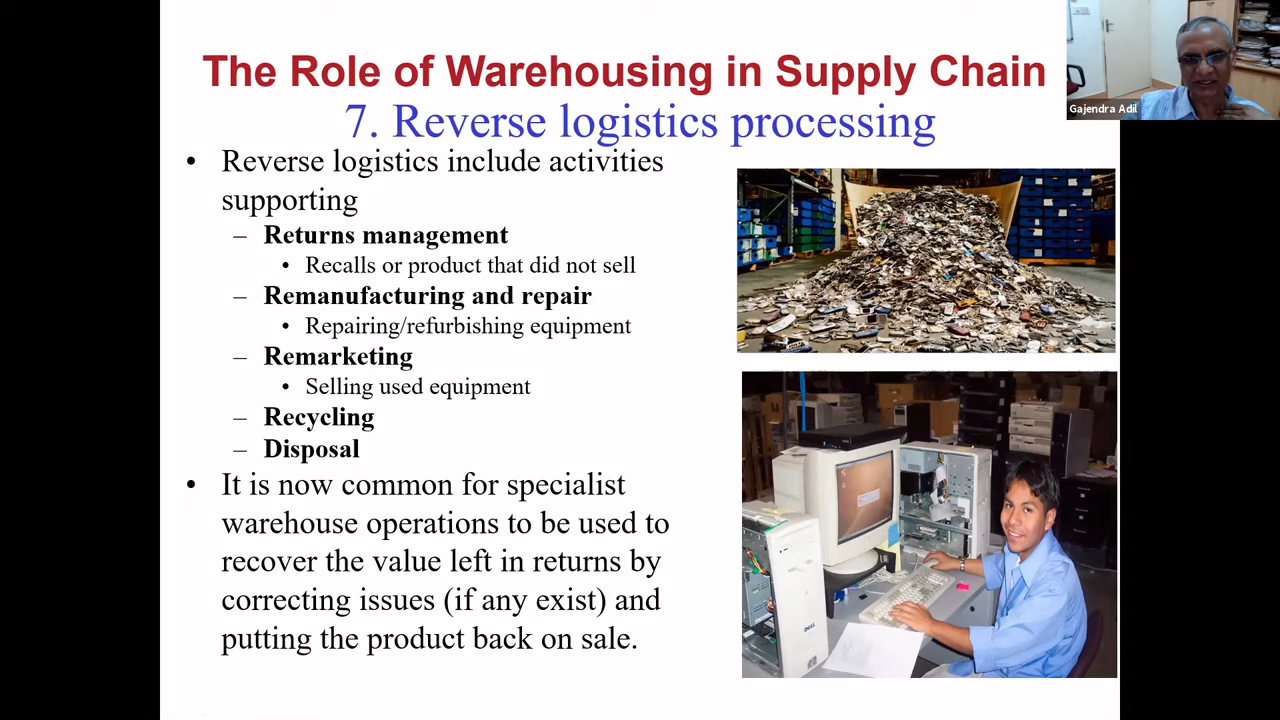 The Role of Warehousing in Supply Chain
7. Reverse logistics processing
Gajendra Adil
• Reverse logistics include activities
supporting
– Returns management
• Recalls or product that did not sell
– Remanufacturing and repair
• Repairing/refurbishing equipment
– Remarketing
• Selling used equipment
– Recycling
– Disposal
• It is now common for specialist
warehouse operations to be used to
recover the value left in returns by
correcting issues (if any exist) and
putting the product back on sale.
DELL